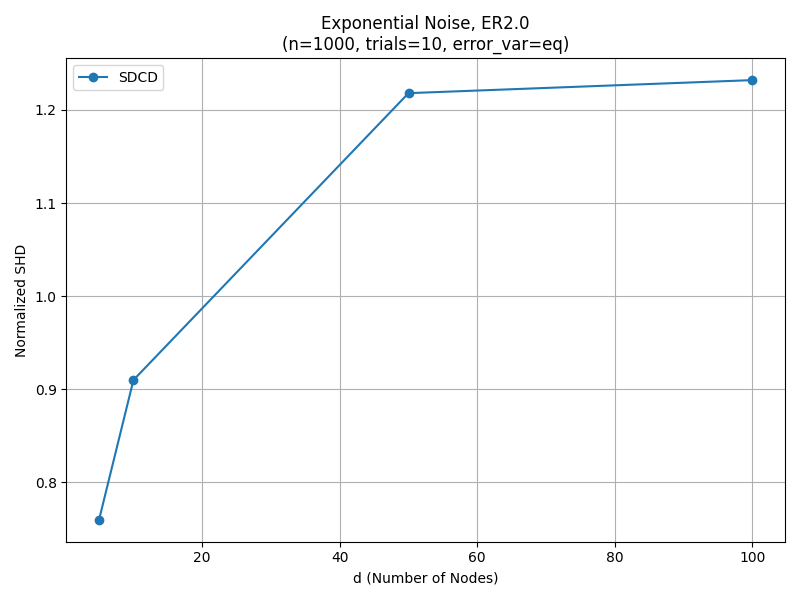 Exponential Noise, ER2.0
(n=1000, trials=10, error_var=eq)
SDCD
Normalized SHD
1.2
1.1
1.0
0.9
0.8
20 40 60 80 100
d (Number of Nodes)